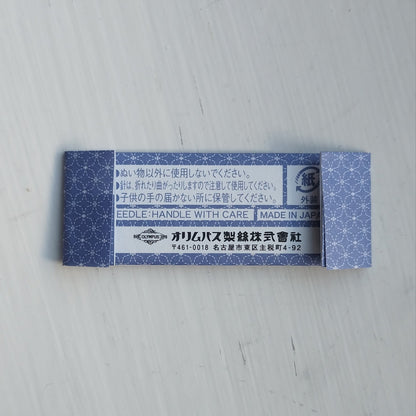 ●ぬい物以外に使用しないでください。
●針は、折れたり曲がったりしますので注意して使用してください。
●子供の手の届かない所に保管してください。
紙
外装
EEDLE:HANDLE WITH CARE
MADE IN JAPA
OLYMPUS
オリムパス製絲株式會社
〒461-0018 名古屋市東区主税町4-92